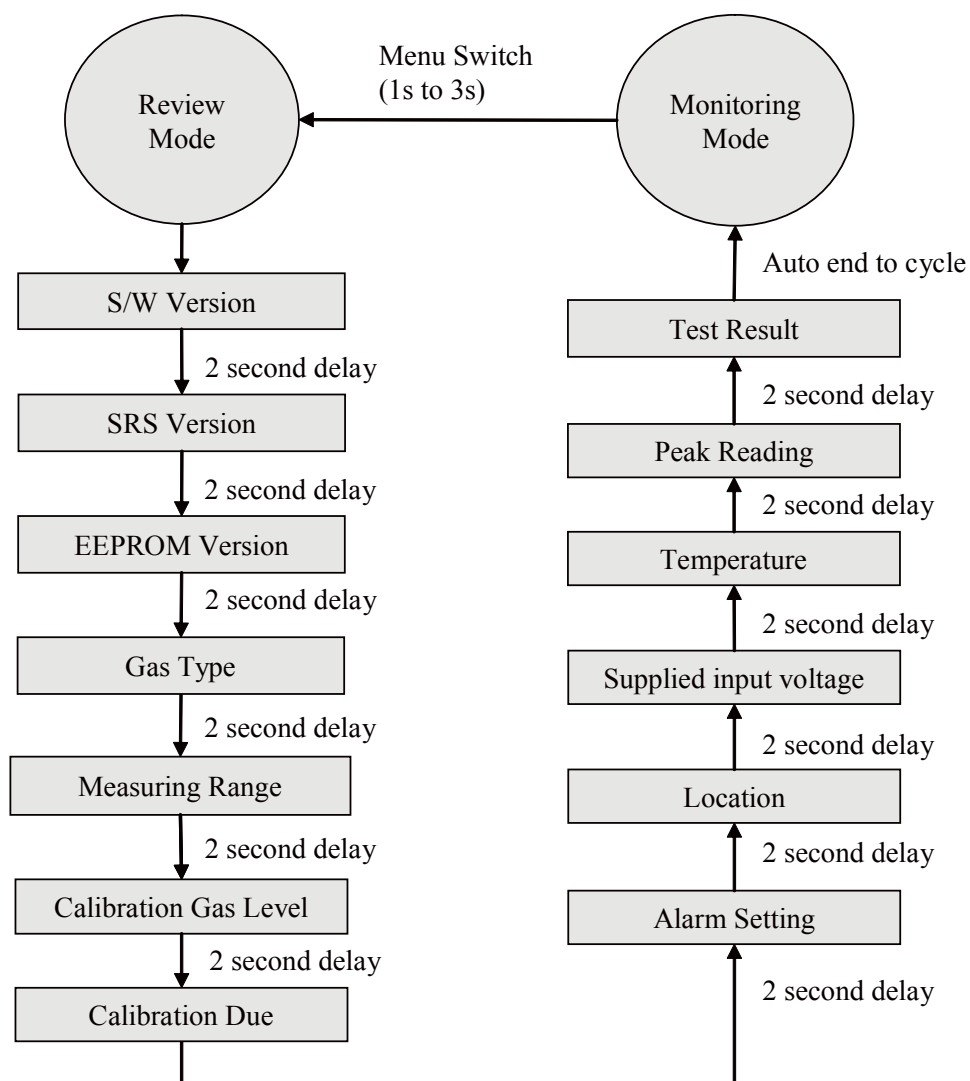 Menu Switch
(1s to 3s)
Review
Mode
Monitoring
Mode
S/W Version
2 second delay
SRS Version
2 second delay
EEPROM Version
2 second delay
Gas Type
2 second delay
Measuring Range
2 second delay
Calibration Gas Level
2 second delay
Calibration Due
Auto end to cycle
Test Result
2 second delay
Peak Reading
2 second delay
Temperature
2 second delay
Supplied input voltage
2 second delay
Location
2 second delay
Alarm Setting
2 second delay